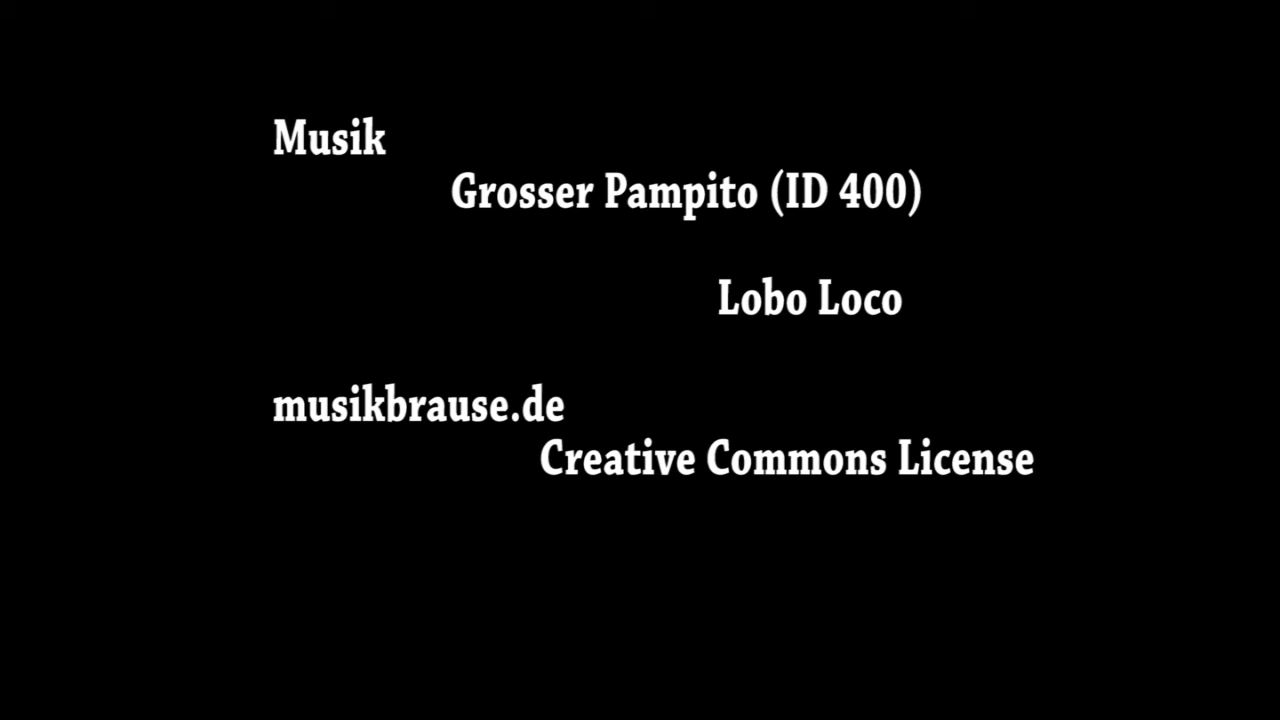 Musik
Grosser Pampito (ID 400)
Lobo Loco
musikbrause.de
Creative Commons License